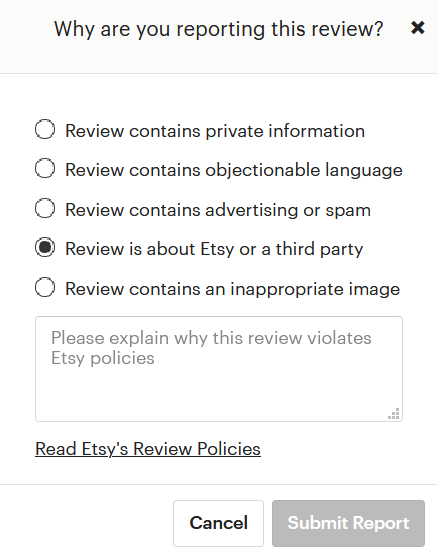 Why are you reporting this review?
Review contains private information
Review contains objectionable language
Review contains advertising or spam
Review is about Etsy or a third party
Review contains an inappropriate image
Please explain why this review violates
Etsy policies
Read Etsy's Review Policies
Cancel Submit Report